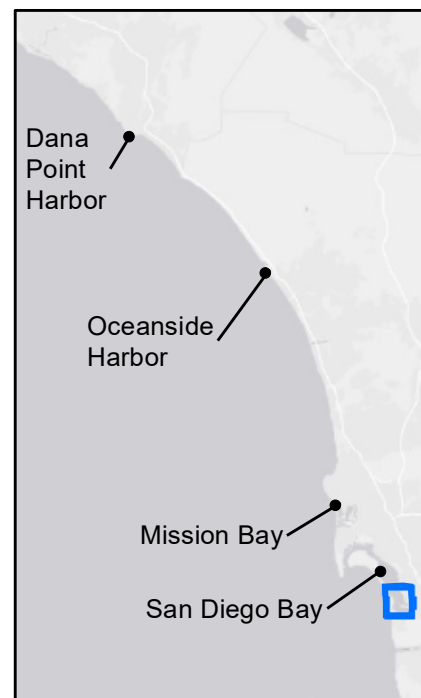 Dana
Point
Harbor
Oceanside
Harbor
Mission Bay
San Diego Bay